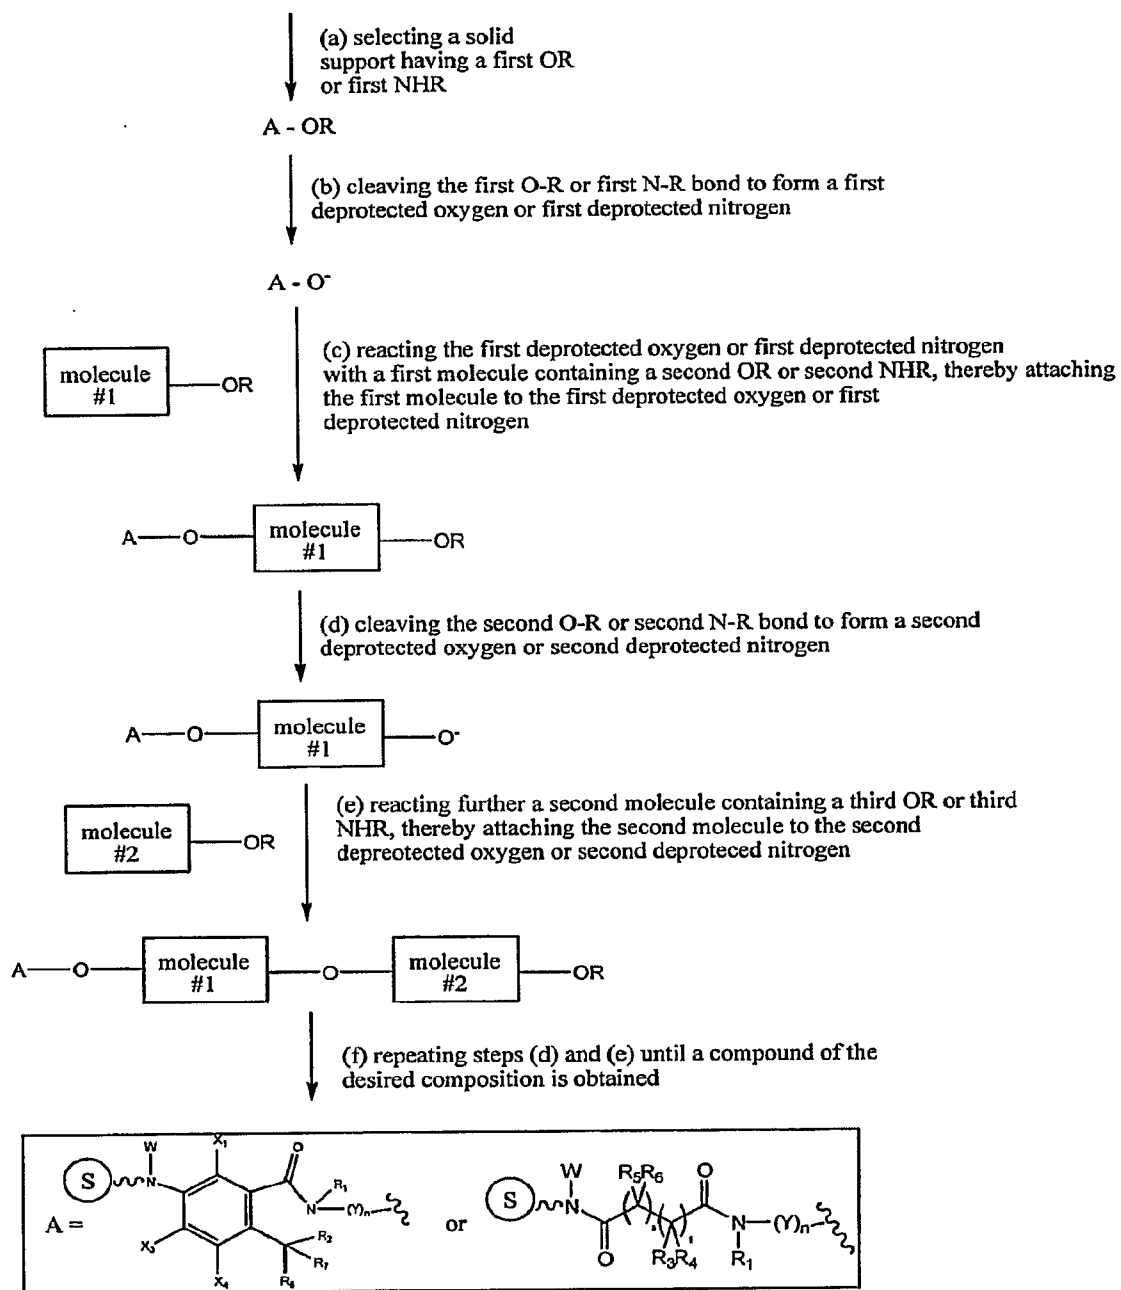 (a) selecting a solid
support having a first OR
or first NHR
A - OR
(b) cleaving the first O-R or first N-R bond to form a first
deprotected oxygen or first deprotected nitrogen
A - O-
molecule
#1
OR
(c) reacting the first deprotected oxygen or first deprotected nitrogen
with a first molecule containing a second OR or second NHR, thereby attaching
the first molecule to the first deprotected oxygen or first
deprotected nitrogen
A O molecule OR
#1
(d) cleaving the second O-R or second N-R bond to form a second
deprotected oxygen or second deprotected nitrogen
A O molecule O-
#1
(e) reacting further a second molecule containing a third OR or third
NHR, thereby attaching the second molecule to the second
depreotected oxygen or second deproteced nitrogen
molecule
#2
OR
A O molecule O molecule OR
#1 #2
(f) repeating steps (d) and (e) until a compound of the
desired composition is obtained
A =
S W N X1 O R1 N (Y)n
X3 X4 R2 R7
or
S W N O R5R6 R3R4 O N R1 (Y)n